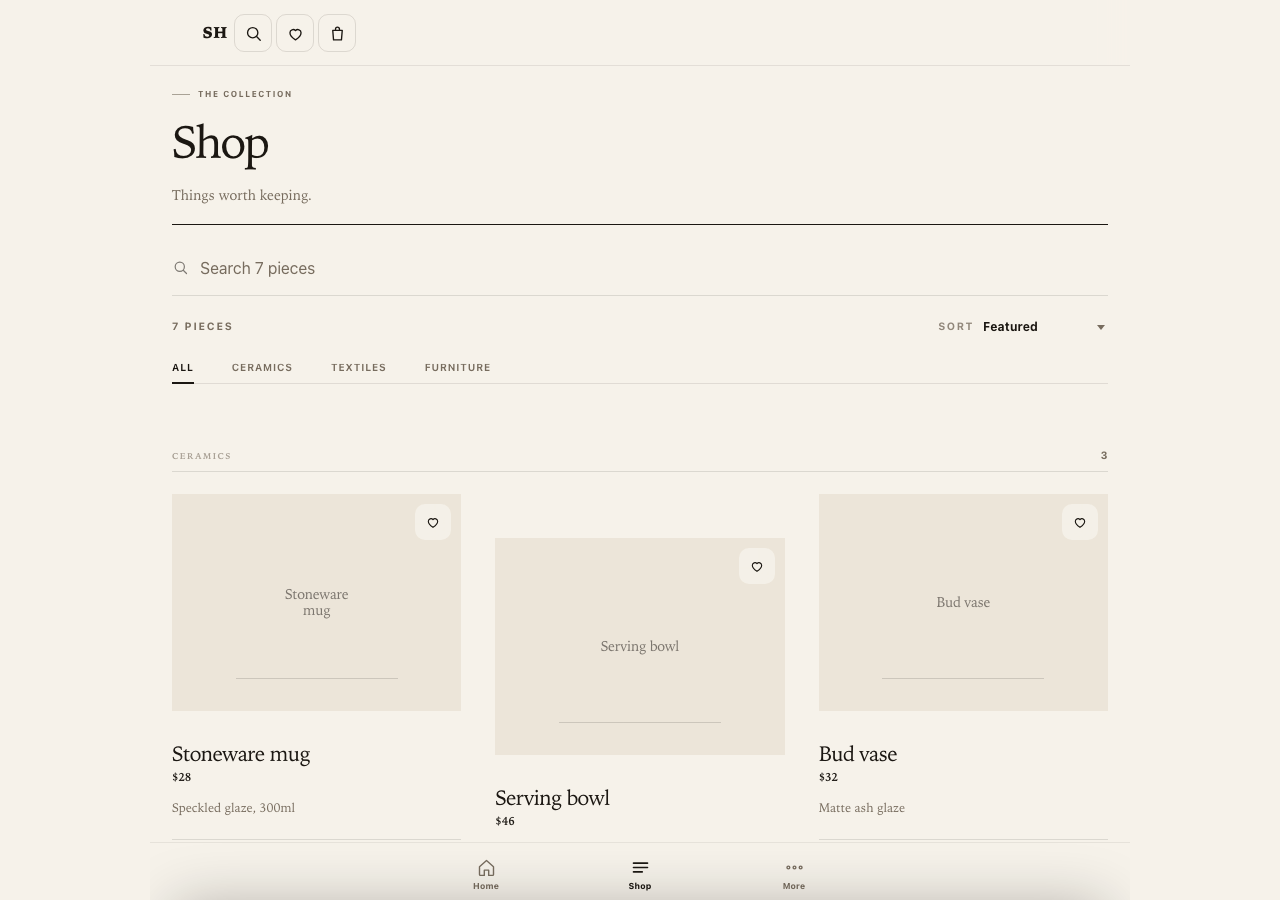 SH
THE COLLECTION
Shop
Things worth keeping.
Search 7 pieces
7 PIECES
SORT Featured
ALL CERAMICS TEXTILES FURNITURE
CERAMICS 3
Stoneware
mug
Serving bowl
Bud vase
Stoneware mug
$28
Speckled glaze, 300ml
Serving bowl
$46
Bud vase
$32
Matte ash glaze
Home Shop More